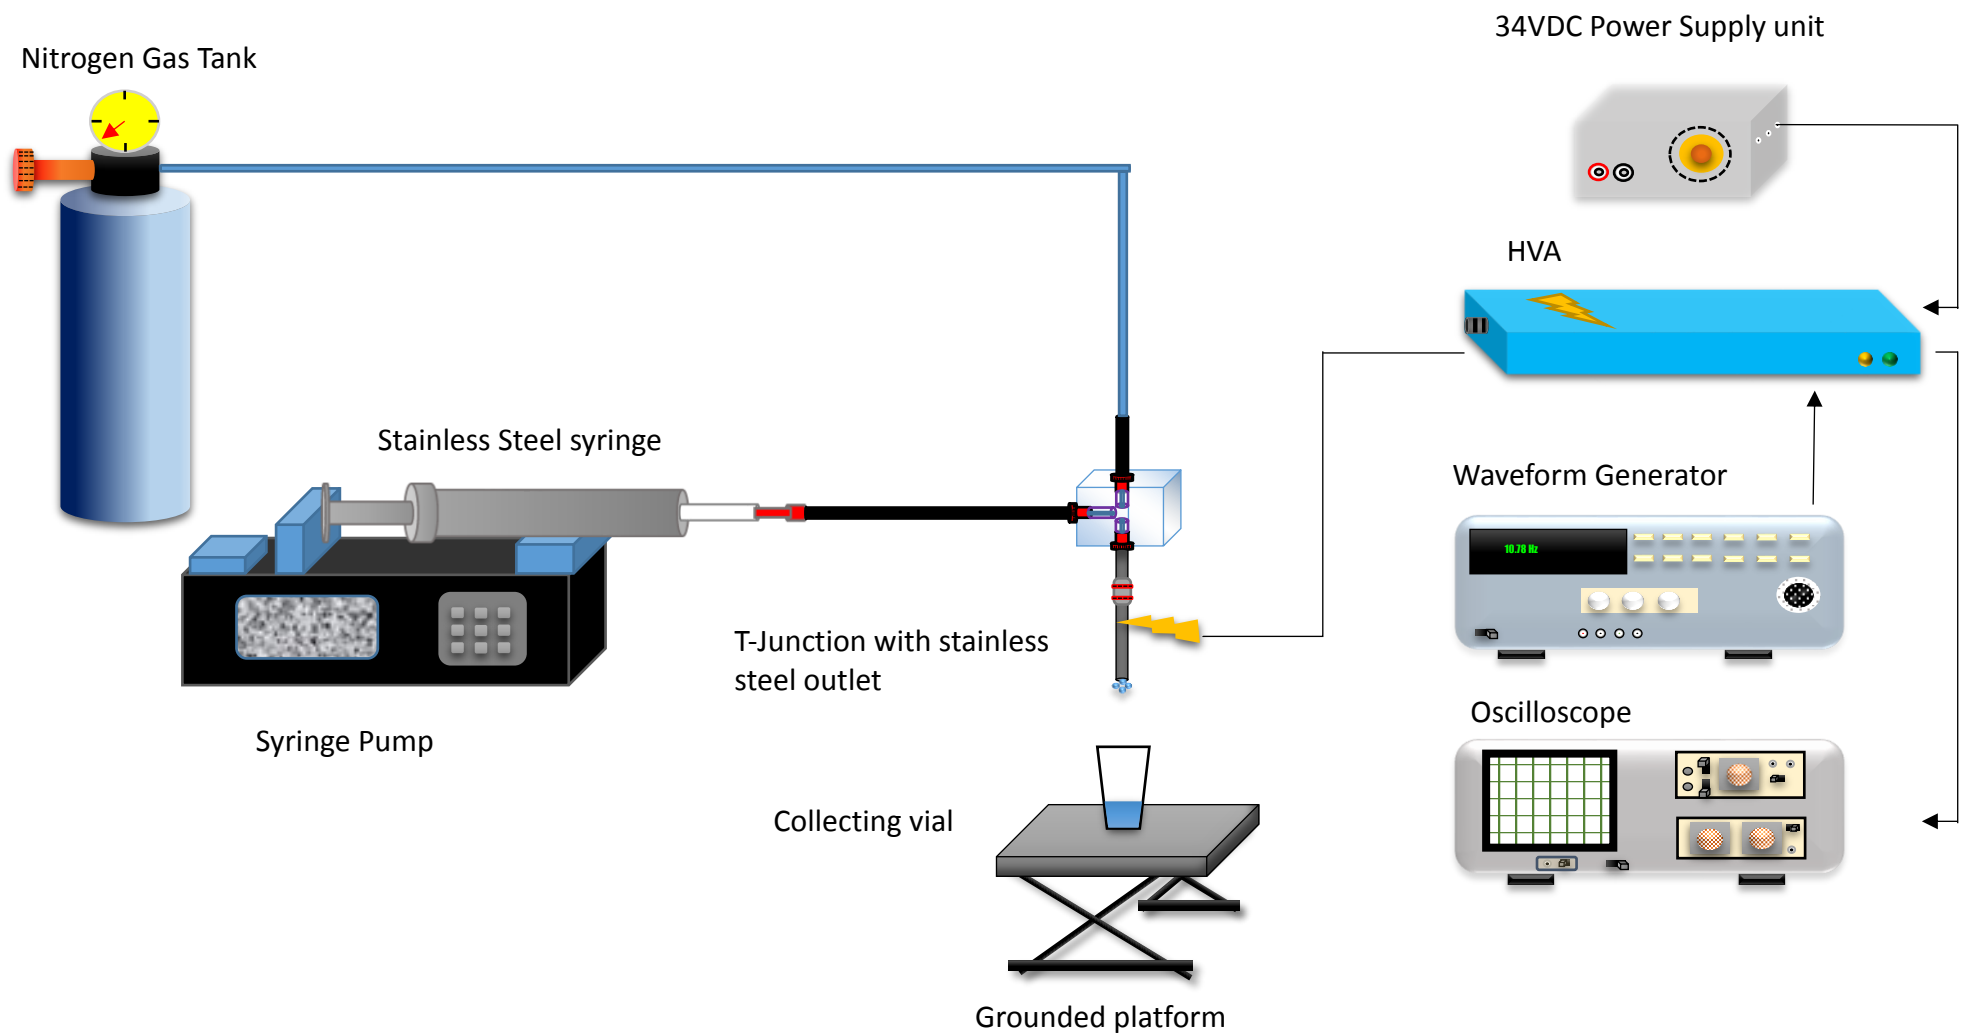 34VDC Power Supply unit
Nitrogen Gas Tank
HVA
Stainless Steel syringe
Waveform Generator
10.78 Hz
T-Junction with stainless
steel outlet
Oscilloscope
Syringe Pump
Collecting vial
Grounded platform